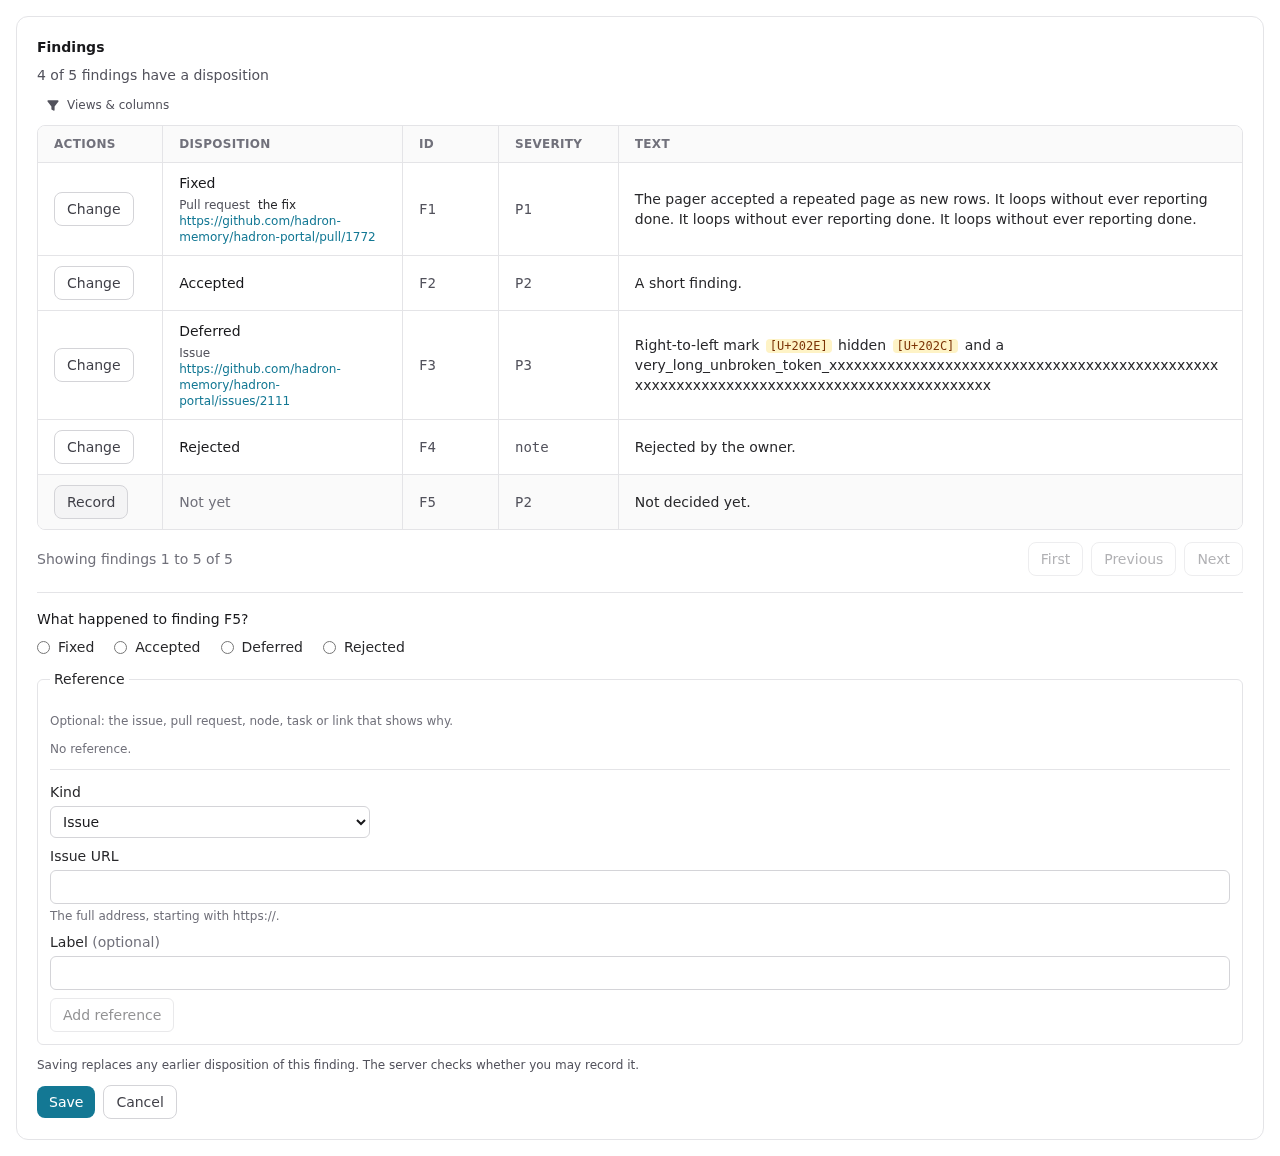 Findings
4 of 5 findings have a disposition
Views & columns
ACTIONS DISPOSITION ID SEVERITY TEXT
Change
Fixed
Pull request the fix
https://github.com/hadron-
memory/hadron-portal/pull/1772
F1
P1
The pager accepted a repeated page as new rows. It loops without ever reporting
done. It loops without ever reporting done. It loops without ever reporting done.
Change Accepted F2 P2 A short finding.
Change
Deferred
Issue
https://github.com/hadron-
memory/hadron-
portal/issues/2111
F3
P3
Right-to-left mark [U+202E] hidden [U+202C] and a
very_long_unbroken_token_xxxxxxxxxxxxxxxxxxxxxxxxxxxxxxxxxxxxxxxxxxxxxxx
xxxxxxxxxxxxxxxxxxxxxxxxxxxxxxxxxxxxxxxxxxx
Change Rejected F4 note Rejected by the owner.
Record Not yet F5 P2 Not decided yet.
Showing findings 1 to 5 of 5
First Previous Next
What happened to finding F5?
Fixed Accepted Deferred Rejected
Reference
Optional: the issue, pull request, node, task or link that shows why.
No reference.
Kind
Issue
Issue URL
The full address, starting with https://.
Label (optional)
Add reference
Saving replaces any earlier disposition of this finding. The server checks whether you may record it.
Save Cancel